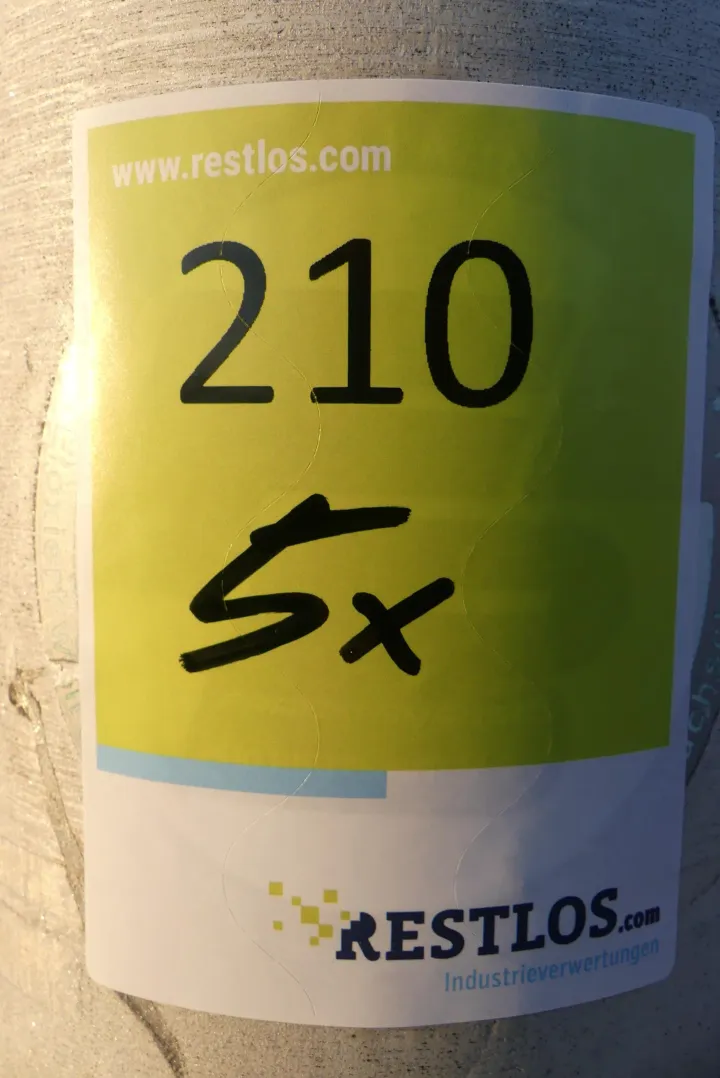 www.restlos.com
210
5x
RESTLOS.com
Industrieverwertungen